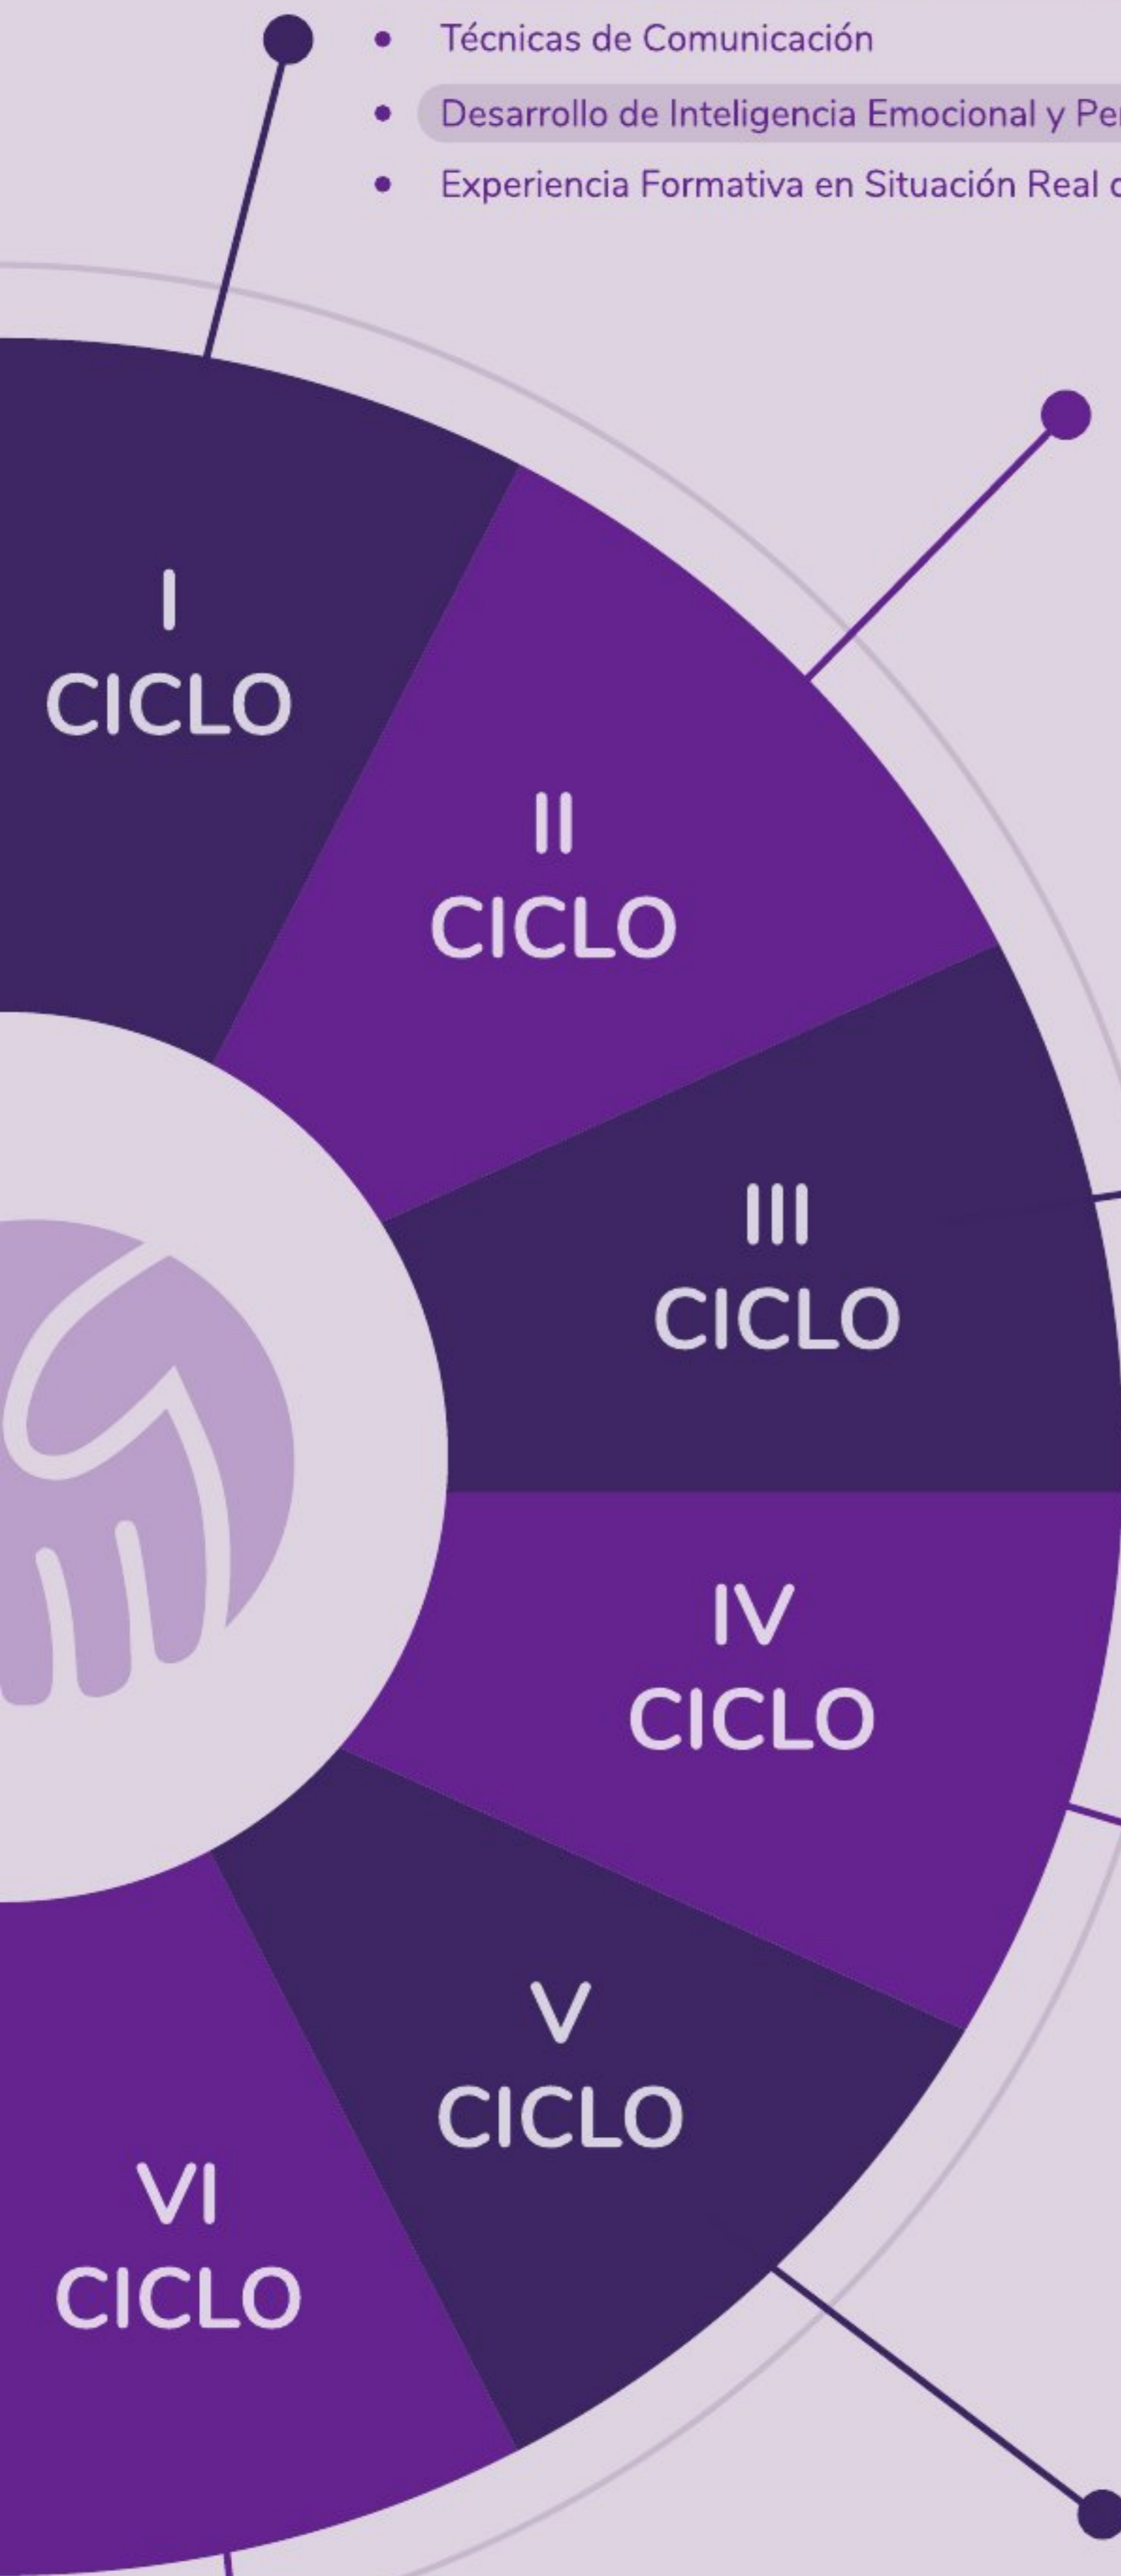 Técnicas de Comunicación
Desarrollo de Inteligencia Emocional y
Experiencia Formativa en Situación Real
I
CICLO
II
CICLO
III
CICLO
IV
CICLO
V
CICLO
VI
CICLO